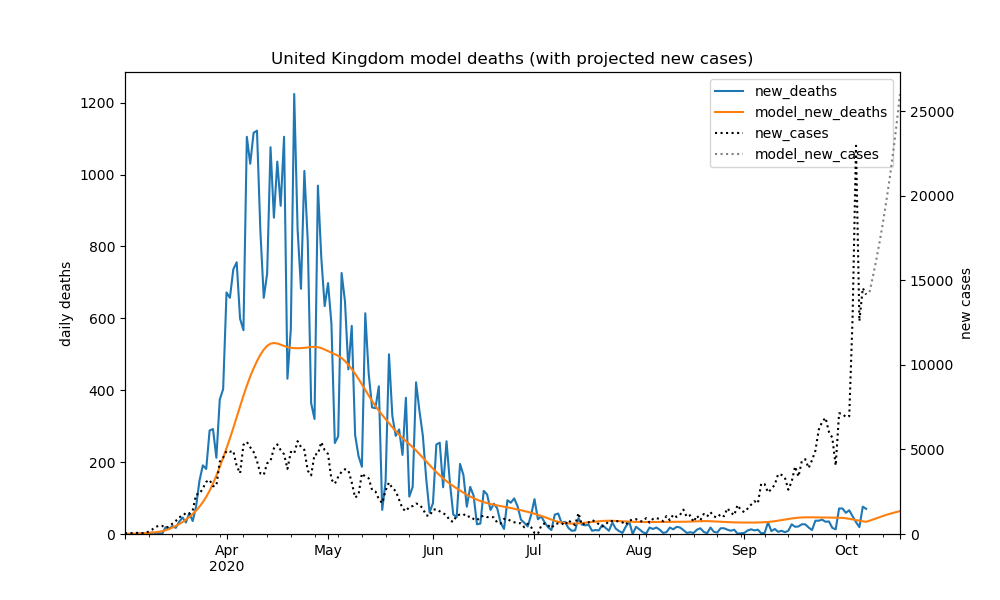 United Kingdom model deaths (with projected new cases)
new_deaths
model_new_deaths
new_cases
model_new_cases
daily deaths
1200
1000
800
600
400
200
0
25000
20000
15000
10000
5000
0
new cases
Apr
2020
May
Jun
Jul
Aug
Sep
Oct